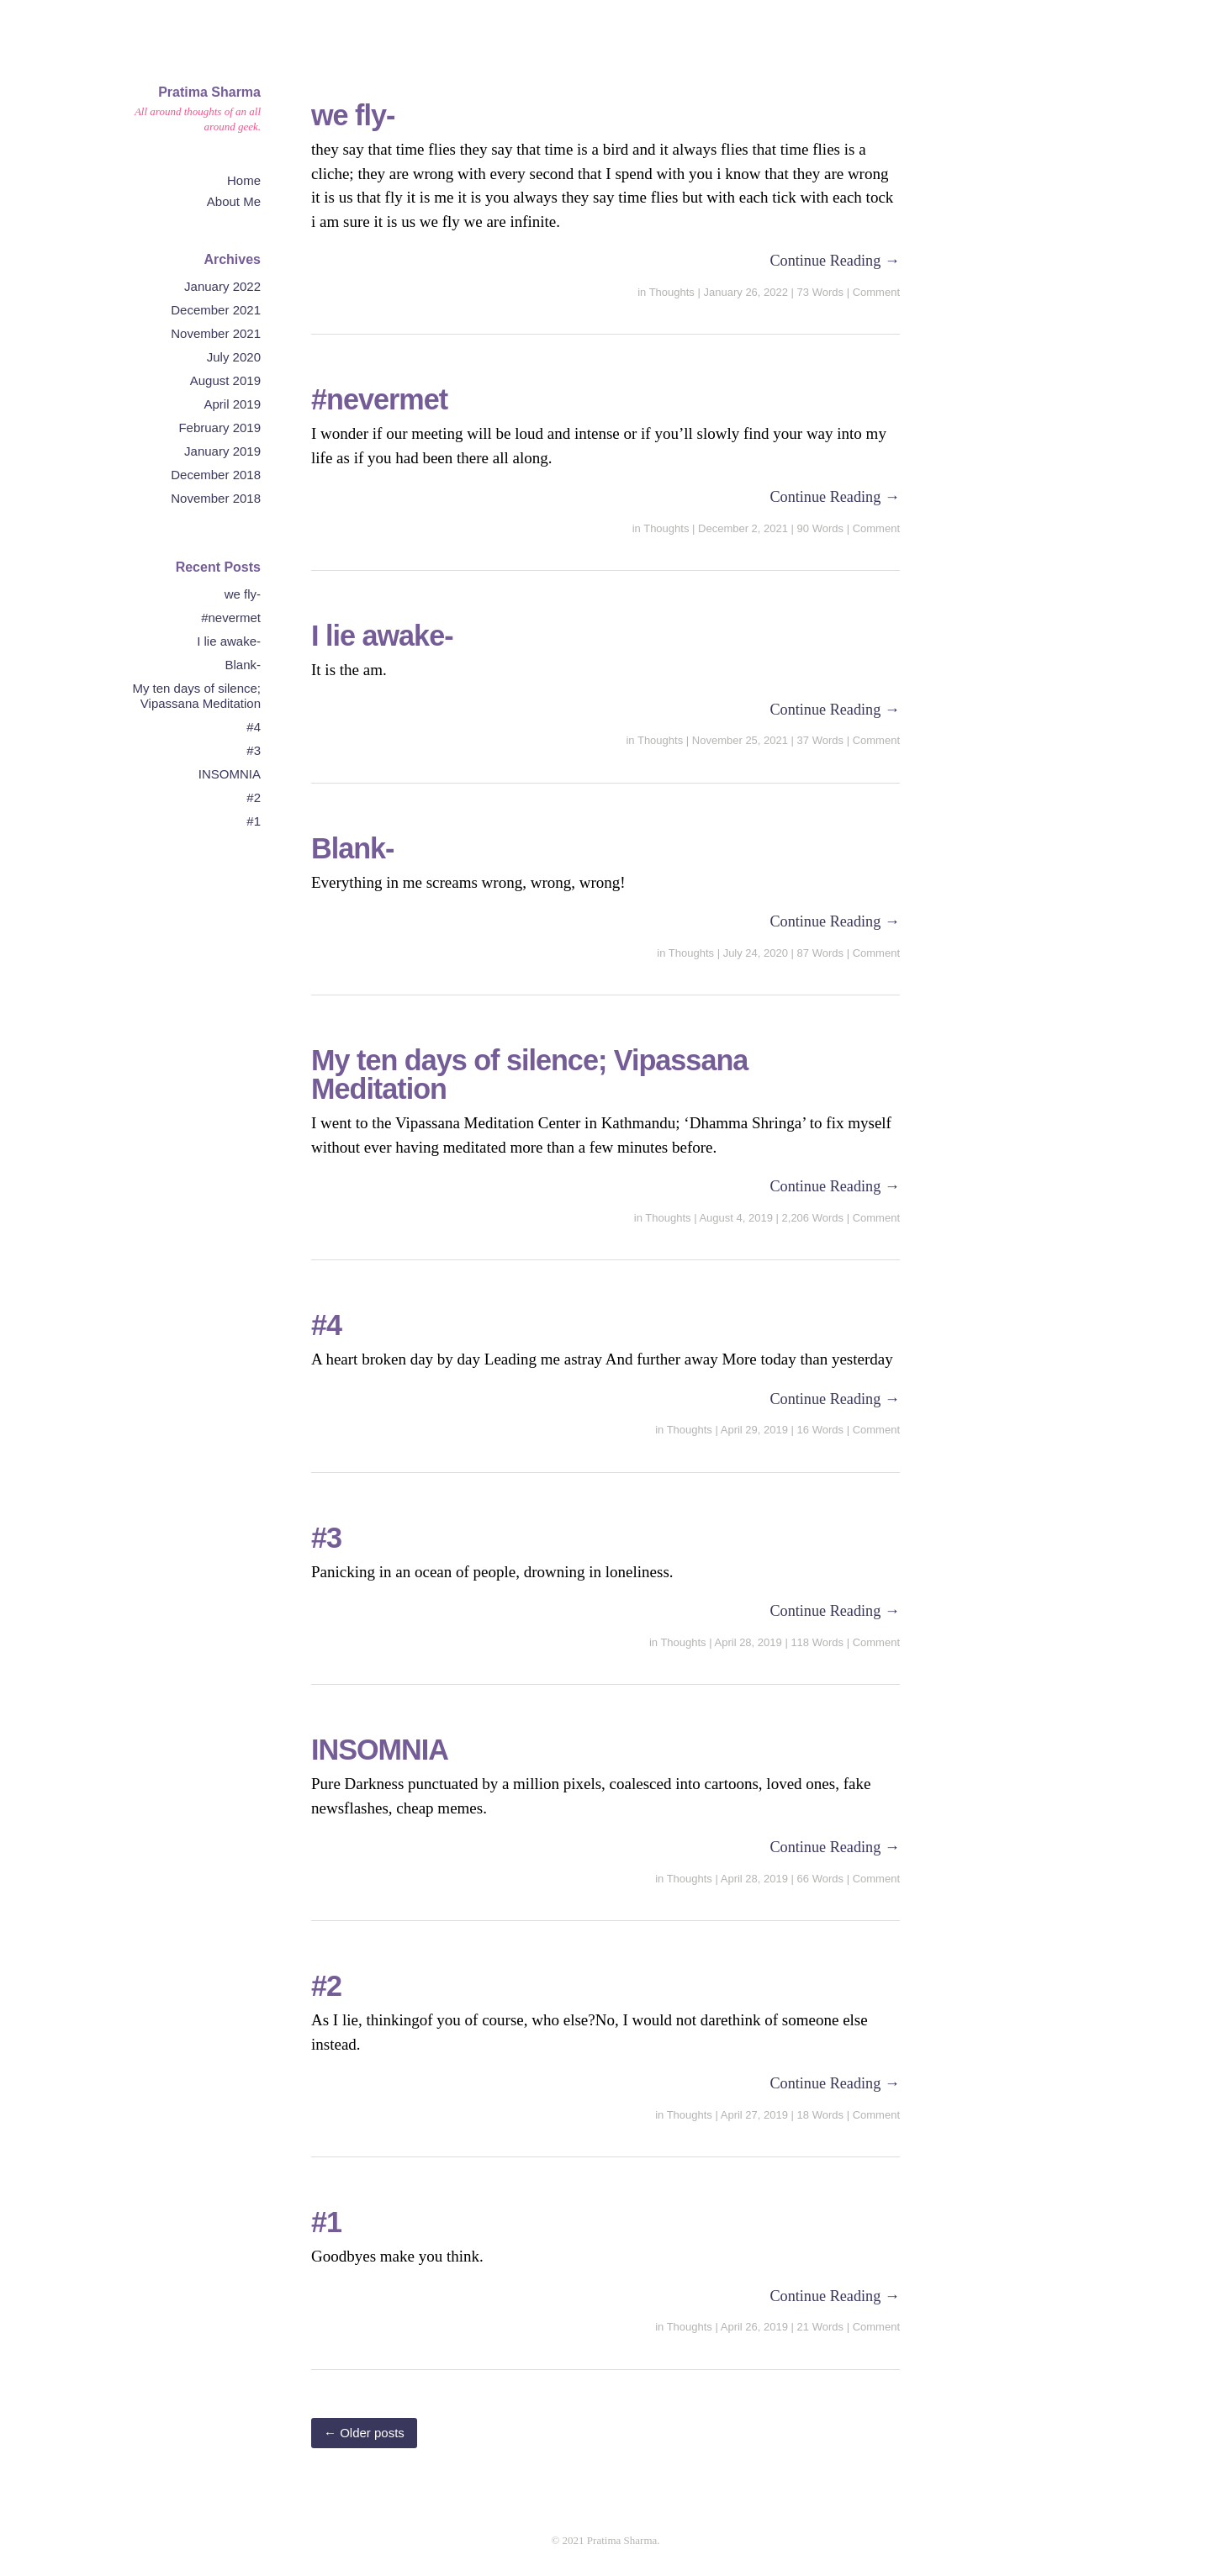 Pratima Sharma
All around thoughts of an all
around geek.
Home
About Me
Archives
January 2022
December 2021
November 2021
July 2020
August 2019
April 2019
February 2019
January 2019
December 2018
November 2018
Recent Posts
we fly-
#nevermet
I lie awake-
Blank-
My ten days of silence;
Vipassana Meditation
#4
#3
INSOMNIA
#2
#1
we fly-
they say that time flies they say that time is a bird and it always flies that time flies is a
cliche; they are wrong with every second that I spend with you i know that they are wrong
it is us that fly it is me it is you always they say time flies but with each tick with each tock
i am sure it is us we fly we are infinite.
Continue Reading →
in Thoughts | January 26, 2022 | 73 Words | Comment
#nevermet
I wonder if our meeting will be loud and intense or if you’ll slowly find your way into my
life as if you had been there all along.
Continue Reading →
in Thoughts | December 2, 2021 | 90 Words | Comment
I lie awake-
It is the am.
Continue Reading →
in Thoughts | November 25, 2021 | 37 Words | Comment
Blank-
Everything in me screams wrong, wrong, wrong!
Continue Reading →
in Thoughts | July 24, 2020 | 87 Words | Comment
My ten days of silence; Vipassana
Meditation
I went to the Vipassana Meditation Center in Kathmandu; ‘Dhamma Shringa’ to fix myself
without ever having meditated more than a few minutes before.
Continue Reading →
in Thoughts | August 4, 2019 | 2,206 Words | Comment
#4
A heart broken day by day Leading me astray And further away More today than yesterday
Continue Reading →
in Thoughts | April 29, 2019 | 16 Words | Comment
#3
Panicking in an ocean of people, drowning in loneliness.
Continue Reading →
in Thoughts | April 28, 2019 | 118 Words | Comment
INSOMNIA
Pure Darkness punctuated by a million pixels, coalesced into cartoons, loved ones, fake
newsflashes, cheap memes.
Continue Reading →
in Thoughts | April 28, 2019 | 66 Words | Comment
#2
As I lie, thinkingof you of course, who else?No, I would not darethink of someone else
instead.
Continue Reading →
in Thoughts | April 27, 2019 | 18 Words | Comment
#1
Goodbyes make you think.
Continue Reading →
in Thoughts | April 26, 2019 | 21 Words | Comment
← Older posts
© 2021 Pratima Sharma.